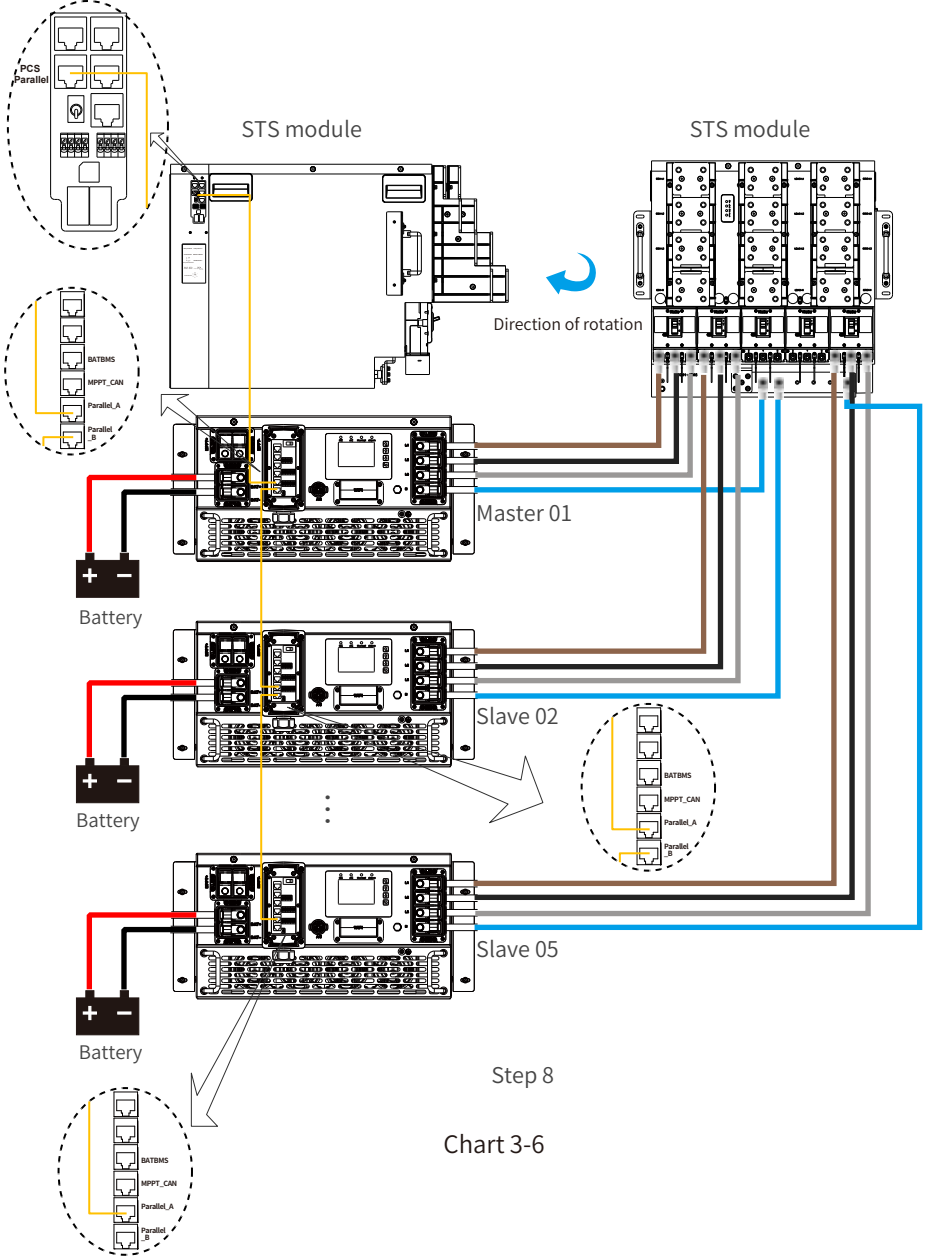 PCS
Parallel
STS module
STS module
Direction of rotation
BATBMS
MPPT_CAN
Parallel_A
Parallel
_B
Master 01
+ −
Battery
Slave 02
+ −
Battery
BATBMS
MPPT_CAN
Parallel_A
Parallel
_B
Slave 05
+ −
Battery
Step 8
Chart 3-6
BATBMS
MPPT_CAN
Parallel_A
Parallel
_B